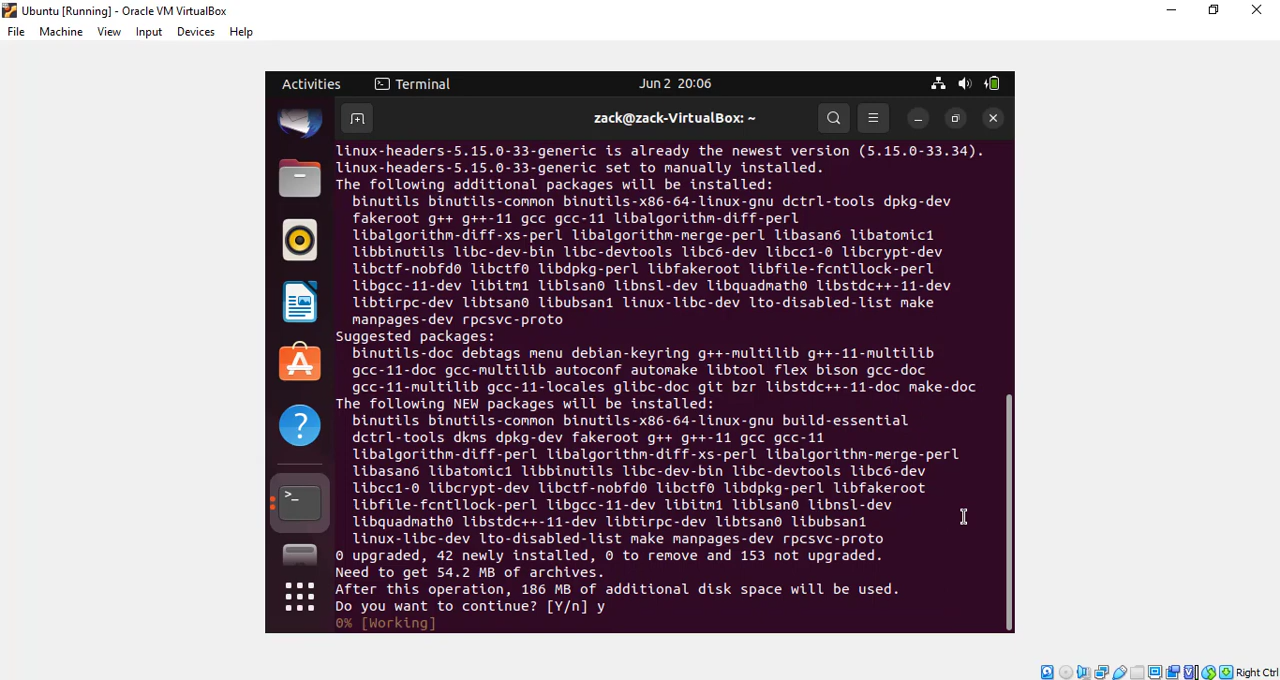 Ubuntu [Running] - Oracle VM VirtualBox
File Machine View Input Devices Help
Activities Terminal Jun 2 20:06
zack@zack-VirtualBox: ~
linux-headers-5.15.0-33-generic is already the newest version (5.15.0-33.34).
linux-headers-5.15.0-33-generic set to manually installed.
The following additional packages will be installed:
binutils binutils-common binutils-x86-64-linux-gnu dctrl-tools dpkg-dev
fakeroot g++ g++-11 gcc gcc-11 libalgorithm-diff-perl
libalgorithm-diff-xs-perl libalgorithm-merge-perl libasan6 libatomic1
libbinutils libc-dev-bin libc-devtools libc6-dev libcc1-0 libcrypt-dev
libctf-nobfd0 libctf0 libdpkg-perl libfakeroot libfile-fcntllock-perl
libgcc-11-dev libitm1 liblsan0 libnsl-dev libquadmath0 libstdc++-11-dev
libtirpc-dev libtsan0 libubsan1 linux-libc-dev lto-disabled-list make
manpages-dev rpcsvc-proto
Suggested packages:
binutils-doc debtags menu debian-keyring g++-multilib g++-11-multilib
gcc-11-doc gcc-multilib autoconf automake libtool flex bison gcc-doc
gcc-11-multilib gcc-11-locales glibc-doc git bzr libstdc++-11-doc make-doc
The following NEW packages will be installed:
binutils binutils-common binutils-x86-64-linux-gnu build-essential
dctrl-tools dkms dpkg-dev fakeroot g++ g++-11 gcc gcc-11
libalgorithm-diff-perl libalgorithm-diff-xs-perl libalgorithm-merge-perl
libasan6 libatomic1 libbinutils libc-dev-bin libc-devtools libc6-dev
libcc1-0 libcrypt-dev libctf-nobfd0 libctf0 libdpkg-perl libfakeroot
libfile-fcntllock-perl libgcc-11-dev libitm1 liblsan0 libnsl-dev
libquadmath0 libstdc++-11-dev libtirpc-dev libtsan0 libubsan1
linux-libc-dev lto-disabled-list make manpages-dev rpcsvc-proto
0 upgraded, 42 newly installed, 0 to remove and 153 not upgraded.
Need to get 54.2 MB of archives.
After this operation, 186 MB of additional disk space will be used.
Do you want to continue? [Y/n] y
0% [Working]
Right Ctrl